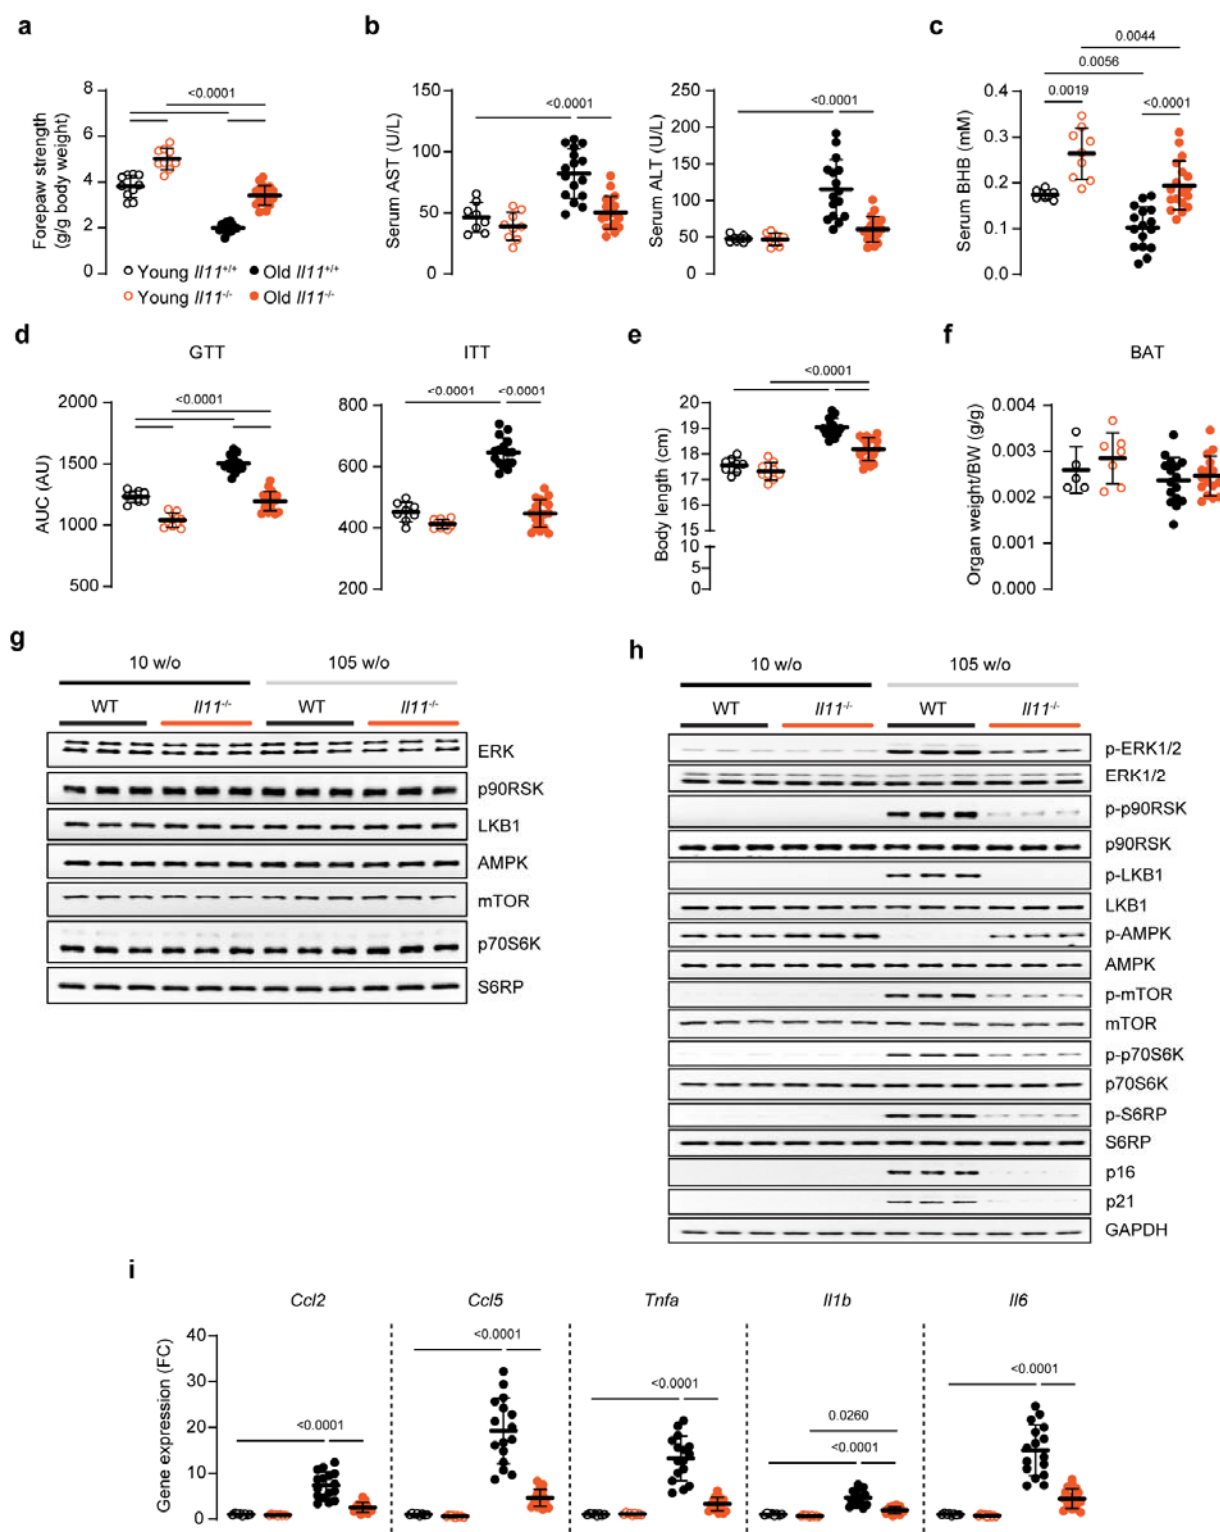 a
b
c
Forepaw strength
(g/g body weight)
8
6
4
2
0
<0.0001
Serum AST (U/L)
150
100
50
0
<0.0001
Serum ALT (U/L)
250
200
150
100
50
0
<0.0001
Serum BHB (mM)
0.4
0.3
0.2
0.1
0.0
0.0044
0.0056
0.0019
<0.0001
Young Il11+/+
Old Il11+/+
Young Il11-/-
Old Il11-/-
d
GTT
AUC (AU)
2000
1500
1000
500
<0.0001
ITT
800
600
400
200
<0.0001
<0.0001
e
Body length (cm)
20
19
18
17
16
15
10
5
0
<0.0001
f
BAT
Organ weight/BW (g/g)
0.004
0.003
0.002
0.001
0.000
g
10 w/o
105 w/o
WT
Il11-/-
WT
Il11-/-
ERK
p90RSK
LKB1
AMPK
mTOR
p70S6K
S6RP
h
10 w/o
105 w/o
WT
Il11-/-
WT
Il11-/-
p-ERK1/2
ERK1/2
p-p90RSK
p90RSK
p-LKB1
LKB1
p-AMPK
AMPK
p-mTOR
mTOR
p-p70S6K
p70S6K
p-S6RP
S6RP
p16
p21
GAPDH
i
Gene expression (FC)
40
30
20
10
0
Ccl2
<0.0001
Ccl5
<0.0001
Tnfa
<0.0001
Il1b
0.0260
<0.0001
Il6
<0.0001